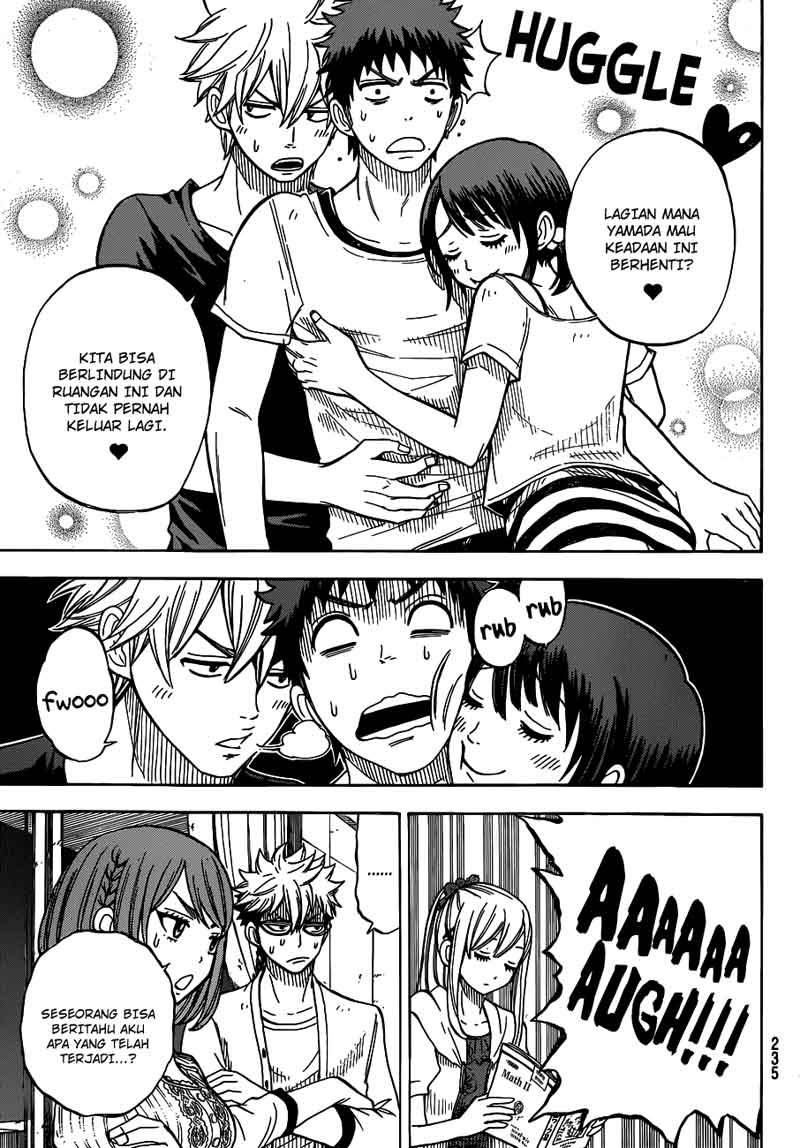 HUGGLE
LAGIAN MANA
YAMADA MAU
KEADAAN INI
BERHENTI?
KITA BISA
BERLINDUNG DI
RUANGAN INI DAN
TIDAK PERNAH
KELUAR LAGI.
rub
rub
fwooo
AAAAAA
AUGH!!!
Math II
........
SESEORANG BISA
BERITAHU AKU
APA YANG TELAH
TERJADI...?
235